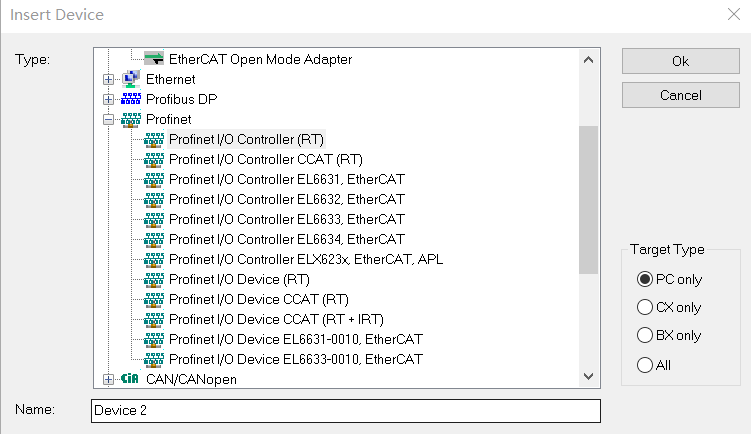 Insert Device
Type:
EtherCAT Open Mode Adapter
Ethernet
Profibus DP
Profinet
Profinet I/O Controller (RT)
Profinet I/O Controller CCAT (RT)
Profinet I/O Controller EL6631, EtherCAT
Profinet I/O Controller EL6632, EtherCAT
Profinet I/O Controller EL6633, EtherCAT
Profinet I/O Controller EL6634, EtherCAT
Profinet I/O Controller ELX623x, EtherCAT, APL
Profinet I/O Device (RT)
Profinet I/O Device CCAT (RT)
Profinet I/O Device CCAT (RT + IRT)
Profinet I/O Device EL6631-0010, EtherCAT
Profinet I/O Device EL6633-0010, EtherCAT
CiA CAN/CANopen
Ok
Cancel
Target Type
PC only
CX only
BX only
All
Name:
Device 2